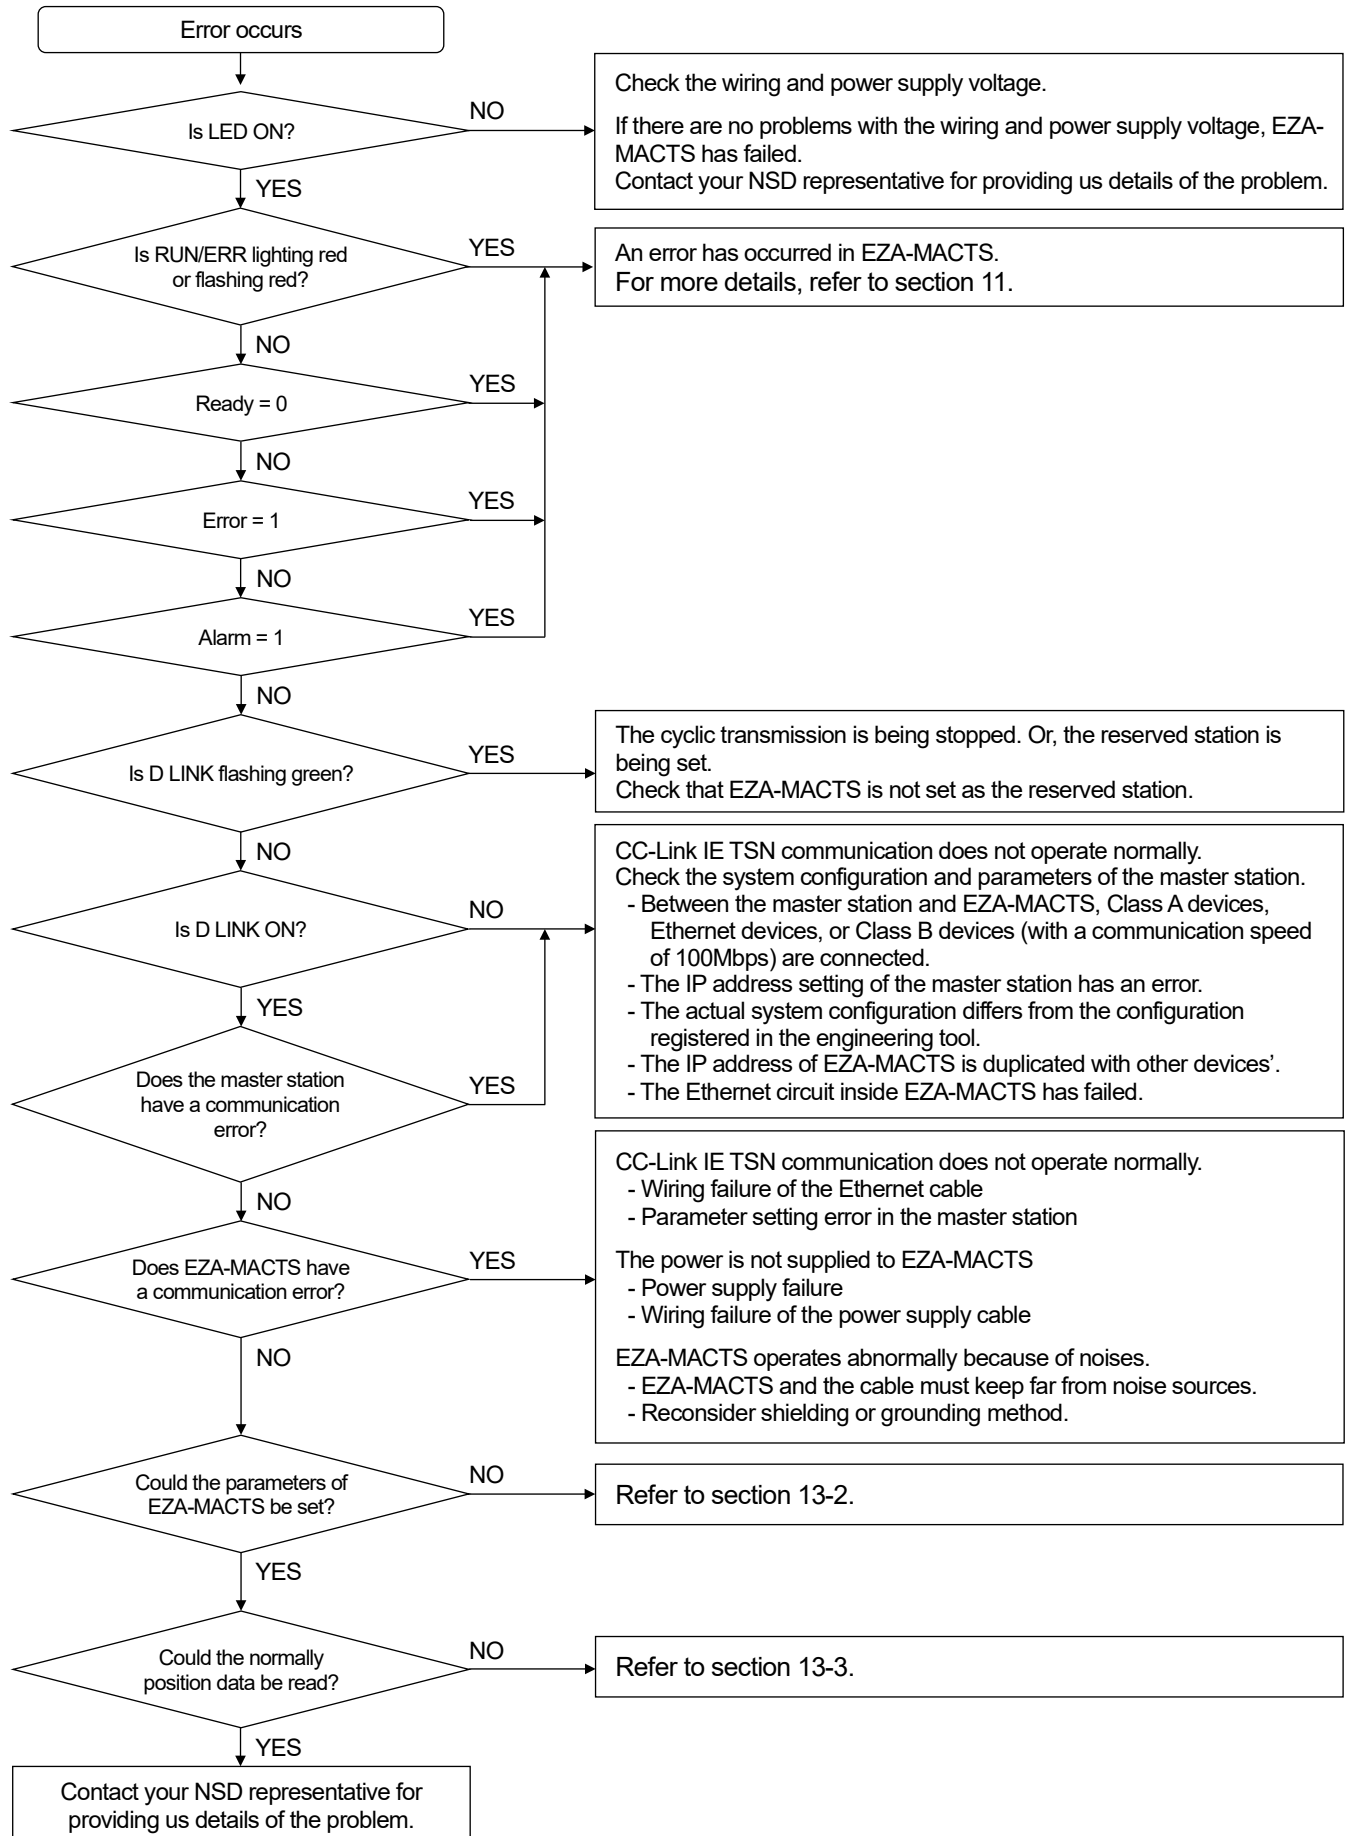 Error occurs
Is LED ON?
NO
Check the wiring and power supply voltage.
If there are no problems with the wiring and power supply voltage, EZA-
MACTS has failed.
Contact your NSD representative for providing us details of the problem.
YES
Is RUN/ERR lighting red
or flashing red?
YES
An error has occurred in EZA-MACTS.
For more details, refer to section 11.
NO
Ready = 0
YES
NO
Error = 1
YES
NO
Alarm = 1
YES
NO
Is D LINK flashing green?
YES
The cyclic transmission is being stopped. Or, the reserved station is
being set.
Check that EZA-MACTS is not set as the reserved station.
NO
Is D LINK ON?
NO
CC-Link IE TSN communication does not operate normally.
Check the system configuration and parameters of the master station.
- Between the master station and EZA-MACTS, Class A devices,
Ethernet devices, or Class B devices (with a communication speed
of 100Mbps) are connected.
- The IP address setting of the master station has an error.
- The actual system configuration differs from the configuration
registered in the engineering tool.
- The IP address of EZA-MACTS is duplicated with other devices’.
- The Ethernet circuit inside EZA-MACTS has failed.
YES
Does the master station
have a communication
error?
YES
NO
Does EZA-MACTS have
a communication error?
YES
CC-Link IE TSN communication does not operate normally.
- Wiring failure of the Ethernet cable
- Parameter setting error in the master station
The power is not supplied to EZA-MACTS
- Power supply failure
- Wiring failure of the power supply cable
EZA-MACTS operates abnormally because of noises.
- EZA-MACTS and the cable must keep far from noise sources.
- Reconsider shielding or grounding method.
NO
Could the parameters of
EZA-MACTS be set?
NO
Refer to section 13-2.
YES
Could the normally
position data be read?
NO
Refer to section 13-3.
YES
Contact your NSD representative for
providing us details of the problem.